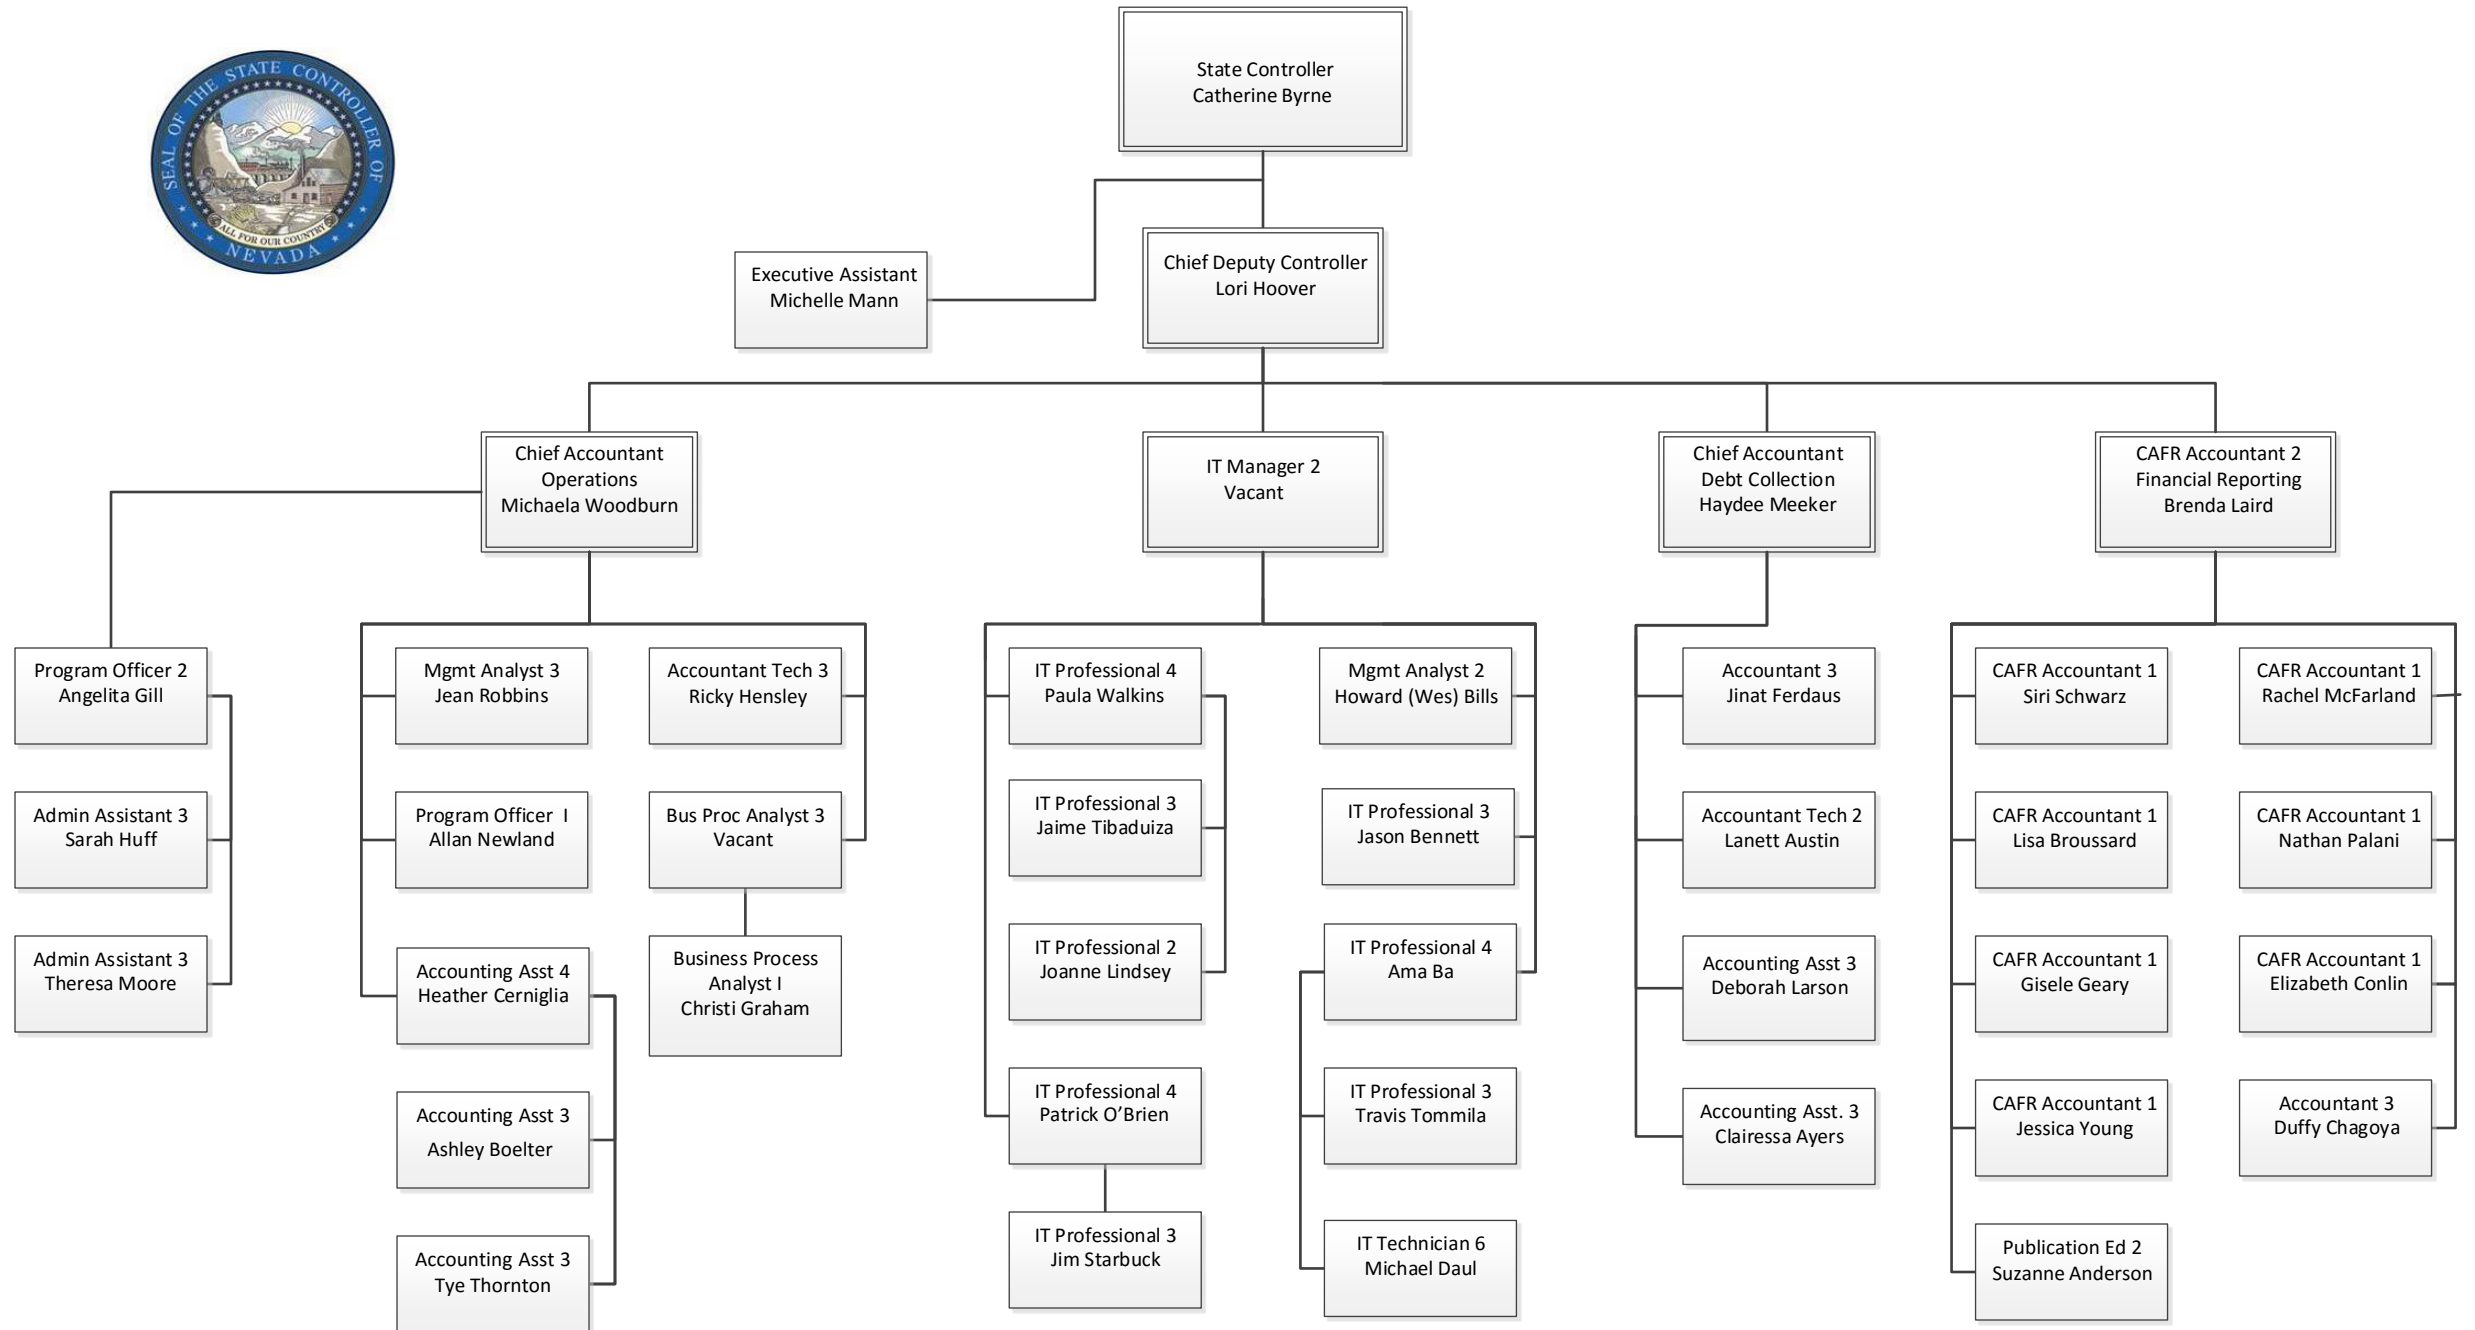 SEAL OF THE STATE CONTROLLER OF
NEVADA
ALL FOR OUR COUNTRY
State Controller
Catherine Byrne
Executive Assistant
Michelle Mann
Chief Deputy Controller
Lori Hoover
Chief Accountant
Operations
Michaela Woodburn
IT Manager 2
Vacant
Chief Accountant
Debt Collection
Haydee Meeker
CAFR Accountant 2
Financial Reporting
Brenda Laird
Program Officer 2
Angelita Gill
Admin Assistant 3
Sarah Huff
Admin Assistant 3
Theresa Moore
Mgmt Analyst 3
Jean Robbins
Program Officer I
Allan Newland
Accounting Asst 4
Heather Cerniglia
Accounting Asst 3
Ashley Boelter
Accounting Asst 3
Tye Thornton
Accountant Tech 3
Ricky Hensley
Bus Proc Analyst 3
Vacant
Business Process
Analyst I
Christi Graham
IT Professional 4
Paula Walkins
IT Professional 3
Jaime Tibaduiza
IT Professional 2
Joanne Lindsey
IT Professional 4
Patrick O’Brien
IT Professional 3
Jim Starbuck
Mgmt Analyst 2
Howard (Wes) Bills
IT Professional 3
Jason Bennett
IT Professional 4
Ama Ba
IT Professional 3
Travis Tommila
IT Technician 6
Michael Daul
Accountant 3
Jinat Ferdaus
Accountant Tech 2
Lanett Austin
Accounting Asst 3
Deborah Larson
Accounting Asst. 3
Clairessa Ayers
CAFR Accountant 1
Siri Schwarz
CAFR Accountant 1
Lisa Broussard
CAFR Accountant 1
Gisele Geary
CAFR Accountant 1
Jessica Young
Publication Ed 2
Suzanne Anderson
CAFR Accountant 1
Rachel McFarland
CAFR Accountant 1
Nathan Palani
CAFR Accountant 1
Elizabeth Conlin
Accountant 3
Duffy Chagoya